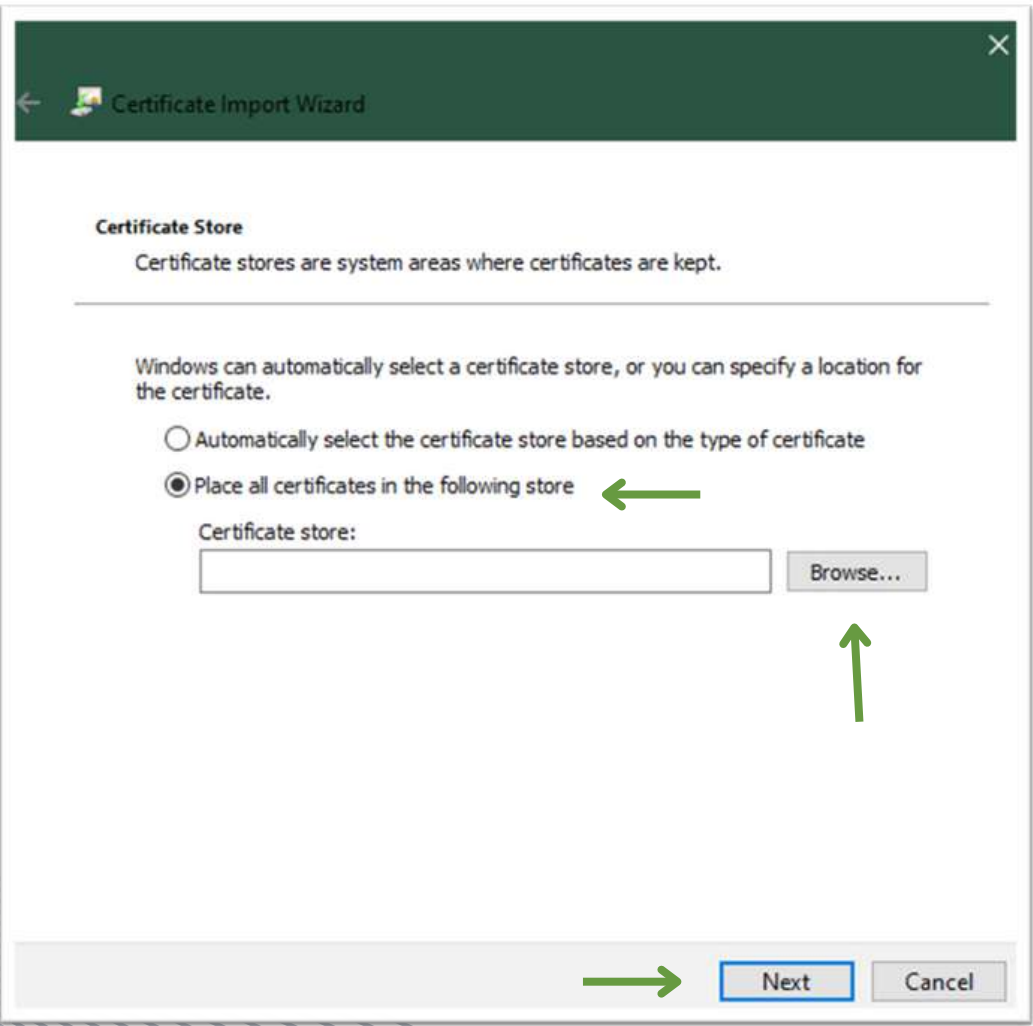 Certificate Import Wizard
Certificate Store
Certificate stores are system areas where certificates are kept.
Windows can automatically select a certificate store, or you can specify a location for
the certificate.
Automatically select the certificate store based on the type of certificate
Place all certificates in the following store
Certificate store:
Browse...
Next
Cancel